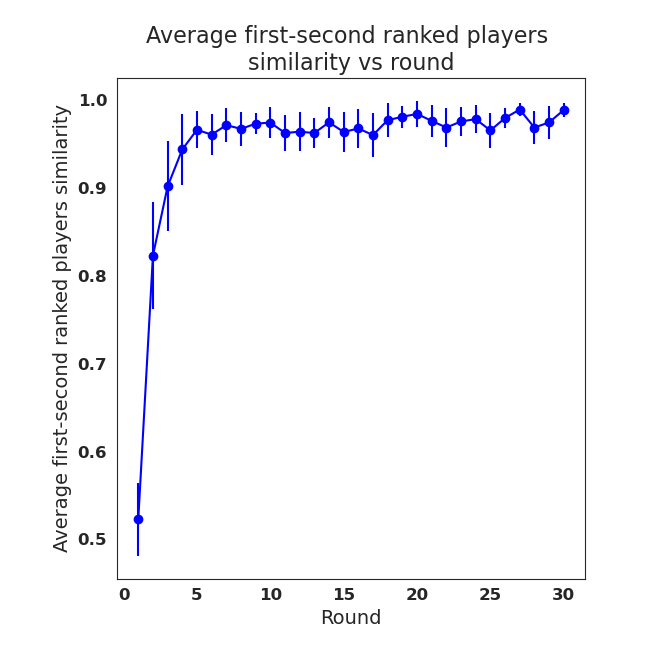 Average first-second ranked players
similarity vs round
Average first-second ranked players similarity
1.0
0.9
0.8
0.7
0.6
0.5
0 5 10 15 20 25 30
Round